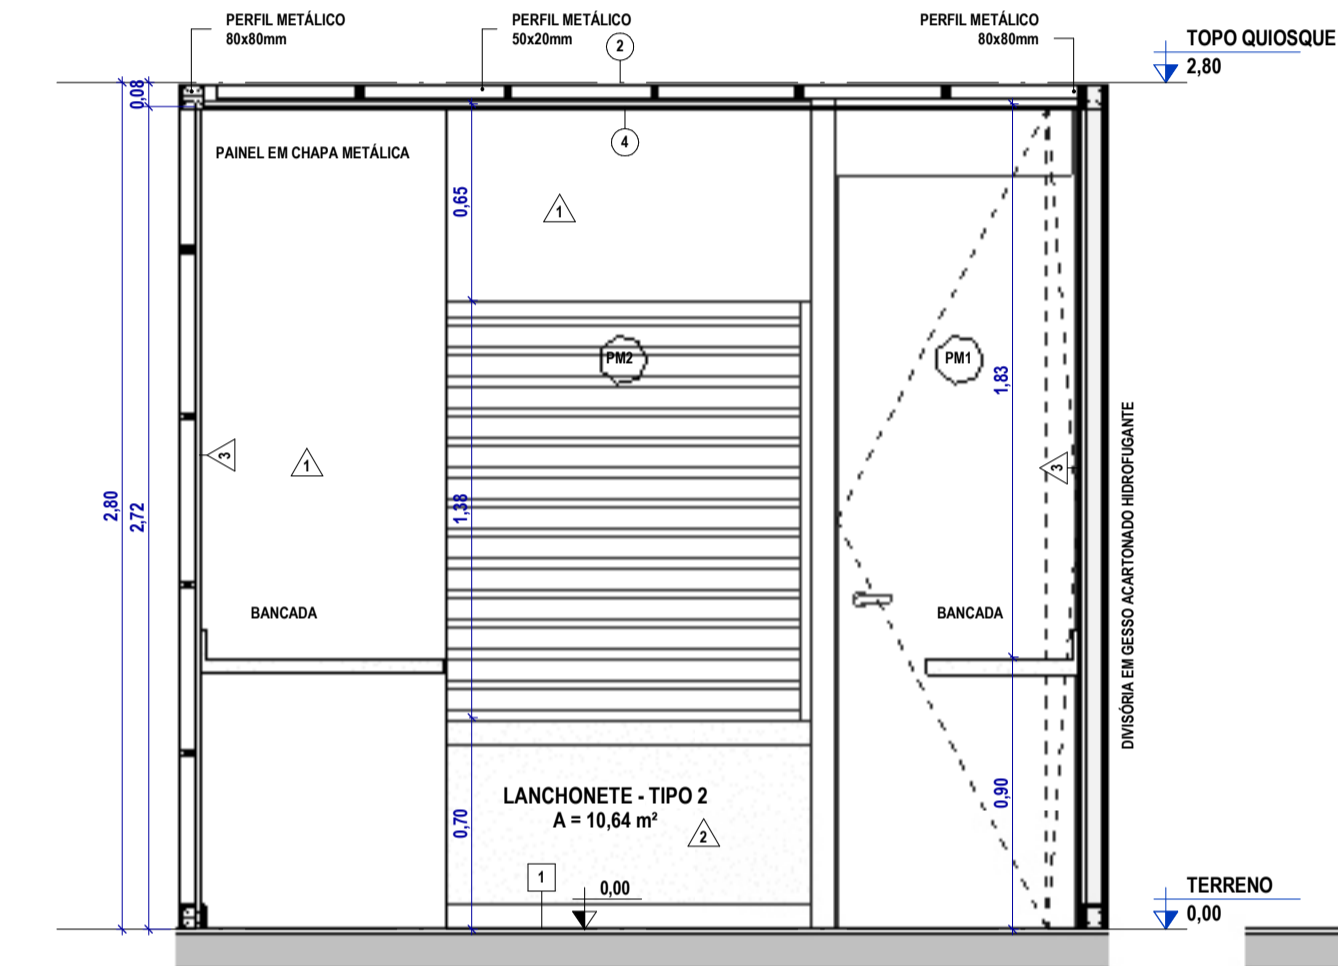 PERFIL METÁLICO
80x80mm
PERFIL METÁLICO
50x20mm
2
PERFIL METÁLICO
80x80mm
TOPO QUIOSQUE
2,80
0,08
4
PAINEL EM CHAPA METÁLICA
0,65
1
PM2
PM1
1,83
3
1
3
2,80
2,72
1,38
DIVISÓRIA EM GESSO ACARTONADO HIDROFUGANTE
BANCADA
BANCADA
LANCHONETE - TIPO 2
A = 10,64 m²
0,70
2
0,90
1
0,00
TERRENO
0,00